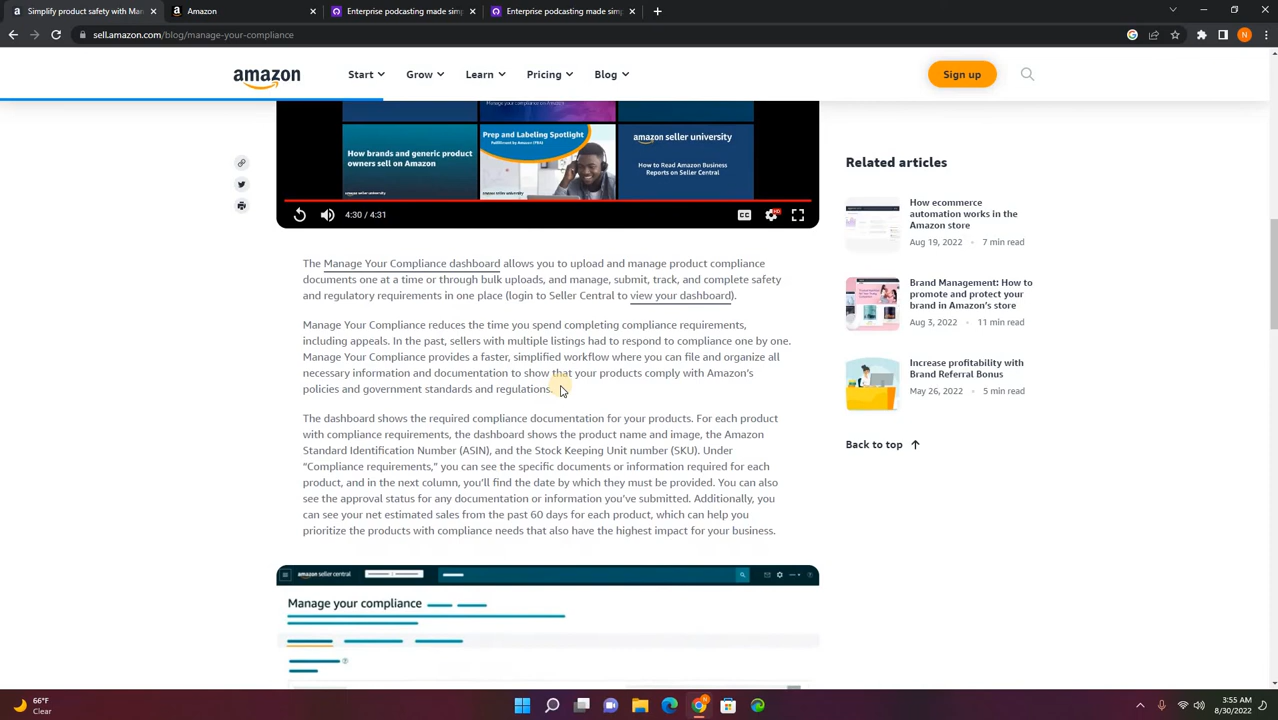 Simplify product safety with Mar
Amazon
Enterprise podcasting made simp
Enterprise podcasting made simp
sell.amazon.com/blog/manage-your-compliance
N
amazon
Start
Grow
Learn
Pricing
Blog
Sign up
Manage your compliance on Amazon
How brands and generic product
owners sell on Amazon
amazon seller university
Prep and Labeling Spotlight
Fulfillment by Amazon (FBA)
amazon seller university
How to Read Amazon Business
Reports on Seller Central
4:30 / 4:31
CC
HD
The Manage Your Compliance dashboard allows you to upload and manage product compliance
documents one at a time or through bulk uploads, and manage, submit, track, and complete safety
and regulatory requirements in one place (login to Seller Central to view your dashboard).
Manage Your Compliance reduces the time you spend completing compliance requirements,
including appeals. In the past, sellers with multiple listings had to respond to compliance one by one.
Manage Your Compliance provides a faster, simplified workflow where you can file and organize all
necessary information and documentation to show that your products comply with Amazon's
policies and government standards and regulations.
The dashboard shows the required compliance documentation for your products. For each product
with compliance requirements, the dashboard shows the product name and image, the Amazon
Standard Identification Number (ASIN), and the Stock Keeping Unit number (SKU). Under
“Compliance requirements,” you can see the specific documents or information required for each
product, and in the next column, you'll find the date by which they must be provided. You can also
see the approval status for any documentation or information you've submitted. Additionally, you
can see your net estimated sales from the past 60 days for each product, which can help you
prioritize the products with compliance needs that also have the highest impact for your business.
amazon seller central
Manage your compliance
Related articles
How ecommerce
automation works in the
Amazon store
Aug 19, 2022 • 7 min read
Brand Management: How to
promote and protect your
brand in Amazon's store
Aug 3, 2022 • 11 min read
Increase profitability with
Brand Referral Bonus
May 26, 2022 • 5 min read
Back to top
66°F
Clear
N
3:55 AM
8/30/2022